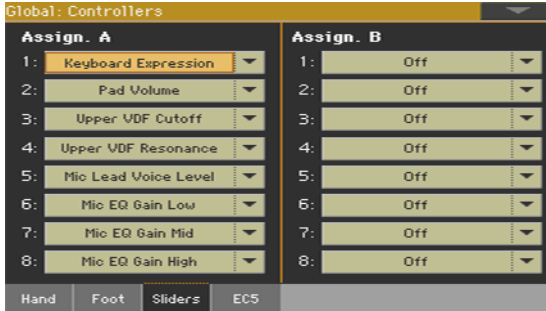 Global: Controllers
Assign. A Assign. B
1: Keyboard Expression 1: Off
2: Pad Volume 2: Off
3: Upper VDF Cutoff 3: Off
4: Upper VDF Resonance 4: Off
5: Mic Lead Voice Level 5: Off
6: Mic EQ Gain Low 6: Off
7: Mic EQ Gain Mid 7: Off
8: Mic EQ Gain High 8: Off
Hand Foot Sliders EC5